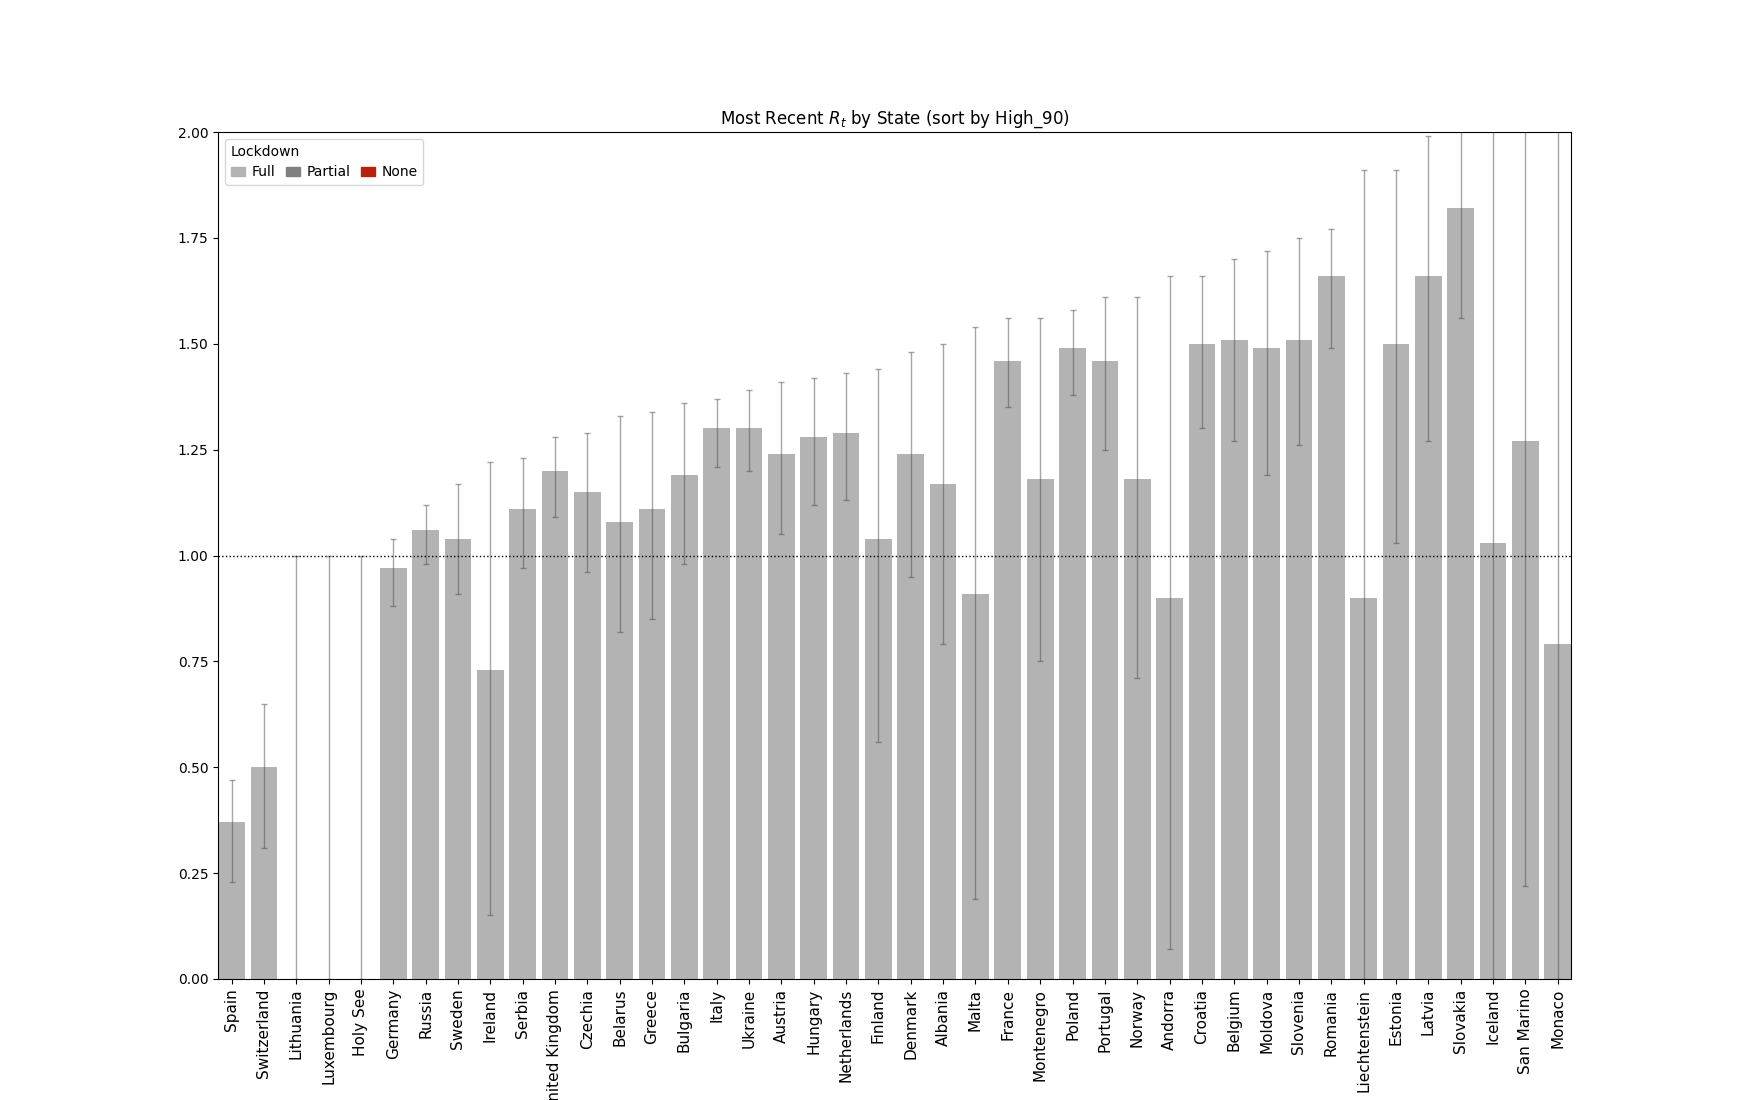 Most Recent R_t by State (sort by High_90)
Lockdown
Full Partial None
2.00
1.75
1.50
1.25
1.00
0.75
0.50
0.25
0.00
Spain
Switzerland
Lithuania
Luxembourg
Holy See
Germany
Russia
Sweden
Ireland
Serbia
nited Kingdom
Czechia
Belarus
Greece
Bulgaria
Italy
Ukraine
Austria
Hungary
Netherlands
Finland
Denmark
Albania
Malta
France
Montenegro
Poland
Portugal
Norway
Andorra
Croatia
Belgium
Moldova
Slovenia
Romania
Liechtenstein
Estonia
Latvia
Slovakia
Iceland
San Marino
Monaco